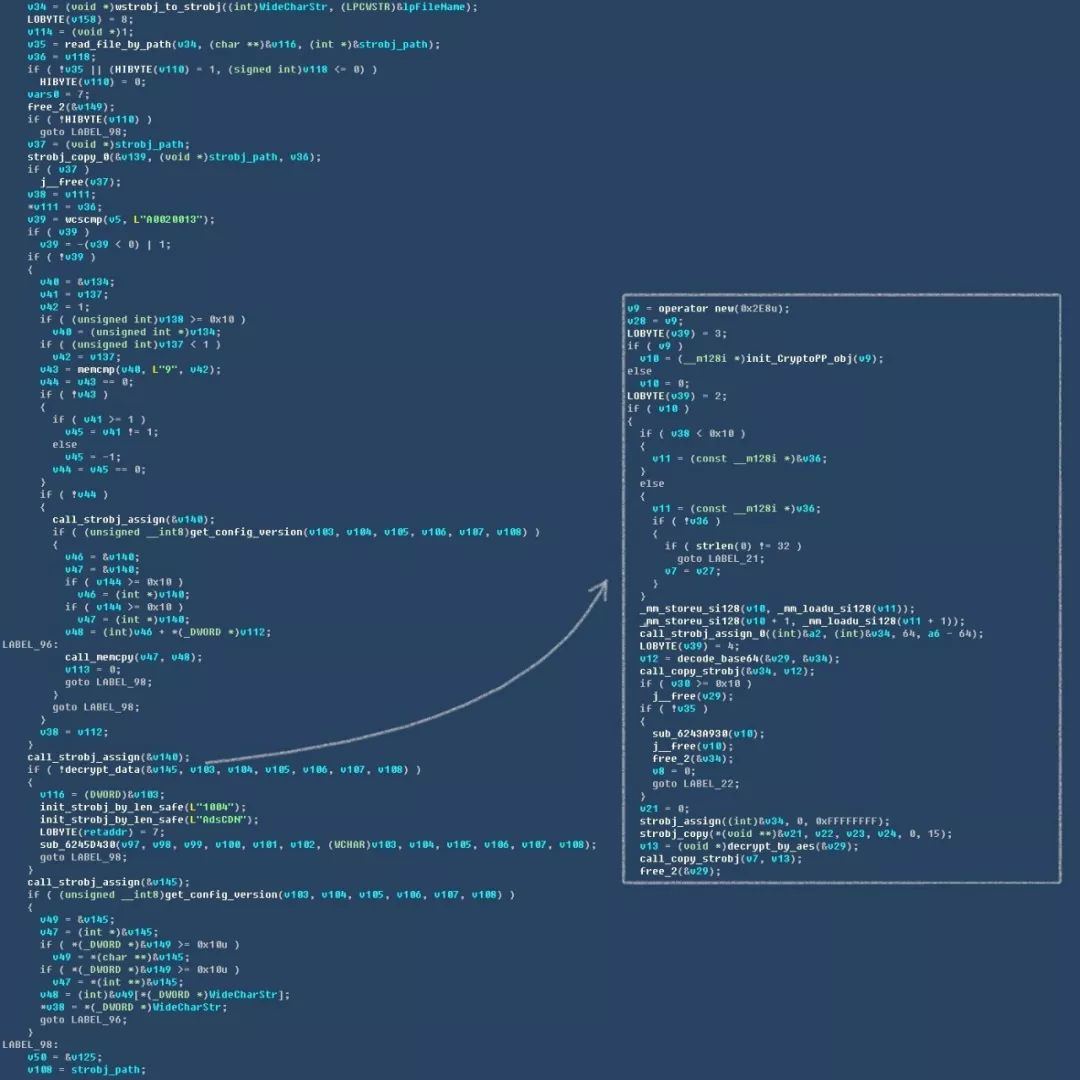 v34 = (void *)wstrobj_to_strobj((int)WideCharStr, (LPCWSTR)&lpFileName);
LOBYTE(v158) = 8;
v114 = (void *)1;
v35 = read_file_by_path(v34, (char **)&v116, (int *)&strobj_path);
v36 = v118;
if ( !v35 || (HIBYTE(v110) = 1, (signed int)v118 <= 0) )
HIBYTE(v110) = 0;
vars0 = 7;
free_2(&v149);
if ( !HIBYTE(v110) )
goto LABEL_98;
v37 = (void *)strobj_path;
strobj_copy_0(&v139, (void *)strobj_path, v36);
if ( v37 )
j__free(v37);
v38 = v111;
*v111 = v36;
v39 = wcscmp(v5, L"A0020013");
if ( v39 )
v39 = -(v39 < 0) | 1;
if ( !v39 )
{
v40 = &v134;
v41 = v137;
v42 = 1;
if ( (unsigned int)v138 >= 0x10 )
v40 = (unsigned int *)v134;
if ( (unsigned int)v137 < 1 )
v42 = v137;
v43 = memcmp(v40, L"9", v42);
v44 = v43 == 0;
if ( !v43 )
{
if ( v41 >= 1 )
v45 = v41 != 1;
else
v45 = -1;
v44 = v45 == 0;
}
if ( !v44 )
{
call_strobj_assign(&v140);
if ( (unsigned __int8)get_config_version(v103, v104, v105, v106, v107, v108) )
{
v46 = &v140;
v47 = &v140;
if ( v144 >= 0x10 )
v46 = (int *)v140;
if ( v144 >= 0x10 )
v47 = (int *)v140;
v48 = (int)v46 + *(_DWORD *)v112;
LABEL_96:
call_memcpy(v47, v48);
v113 = 0;
goto LABEL_98;
}
goto LABEL_98;
}
v38 = v112;
}
call_strobj_assign(&v140);
if ( !decrypt_data(&v145, v103, v104, v105, v106, v107, v108) )
{
v116 = (DWORD)&v103;
init_strobj_by_len_safe(L"1004");
init_strobj_by_len_safe(L"AdsCDN");
LOBYTE(retaddr) = 7;
sub_6245D430(v97, v98, v99, v100, v101, v102, (WCHAR)v103, v104, v105, v106, v107, v108);
goto LABEL_98;
}
call_strobj_assign(&v145);
if ( (unsigned __int8)get_config_version(v103, v104, v105, v106, v107, v108) )
{
v49 = &v145;
v47 = (int *)&v145;
if ( *(_DWORD *)&v149 >= 0x10u )
v49 = *(char **)&v145;
if ( *(_DWORD *)&v149 >= 0x10u )
v47 = *(int **)&v145;
v48 = (int)&v49[*(_DWORD *)WideCharStr];
*v38 = *(_DWORD *)WideCharStr;
goto LABEL_96;
}
LABEL_98:
v50 = &v125;
v108 = strobj_path;
v9 = operator new(0x2E8u);
v28 = v9;
LOBYTE(v39) = 3;
if ( v9 )
v10 = (__m128i *)init_CryptoPP_obj(v9);
else
v10 = 0;
LOBYTE(v39) = 2;
if ( v10 )
{
if ( v38 < 0x10 )
{
v11 = (const __m128i *)&v36;
}
else
{
v11 = (const __m128i *)v36;
if ( !v36 )
{
if ( strlen(0) != 32 )
goto LABEL_21;
v7 = v27;
}
}
_mm_storeu_si128(v10, _mm_loadu_si128(v11));
_mm_storeu_si128(v10 + 1, _mm_loadu_si128(v11 + 1));
call_strobj_assign_0((int)&a2, (int)&v34, 64, a6 - 64);
LOBYTE(v39) = 4;
v12 = decode_base64(&v29, &v34);
call_copy_strobj(&v34, v12);
if ( v30 >= 0x10 )
j__free(v29);
if ( !v35 )
{
sub_6243A930(v10);
j__free(v10);
free_2(&v34);
v8 = 0;
goto LABEL_22;
}
v21 = 0;
strobj_assign((int)&v34, 0, 0xFFFFFFFF);
strobj_copy(*(void **)&v21, v22, v23, v24, 0, 15);
v13 = (void *)decrypt_by_aes(&v29);
call_copy_strobj(v7, v13);
free_2(&v29);